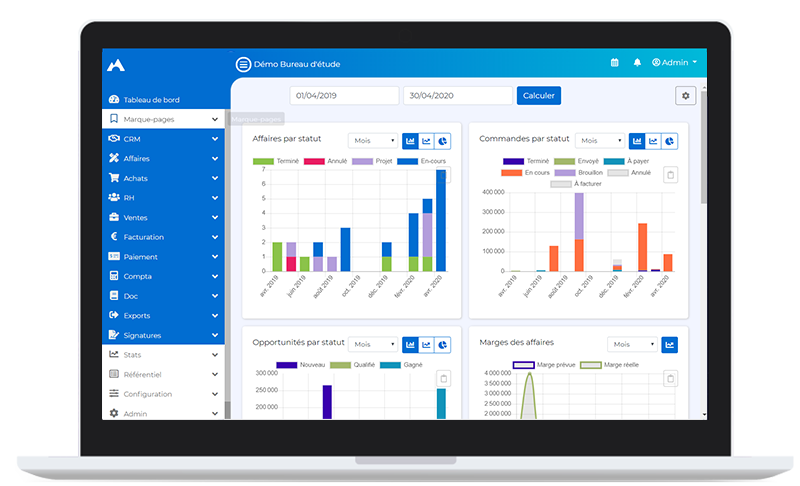 Démo Bureau d'étude
Admin
Tableau de bord
Marque-pages
CRM
Affaires
Achats
RH
Ventes
Facturation
Paiement
Compta
Doc
Exports
Signatures
Stats
Référentiel
Configuration
Admin
Marque-pages
01/04/2019
30/04/2020
Calculer
Affaires par statut
Mois
Terminé Annulé Projet En-cours
7
6
5
4
3
2
1
0
avr. 2019 juin 2019 août 2019 oct. 2019 déc. 2019 févr. 2020 avr. 2020
Commandes par statut
Mois
Terminé Envoyé À payer
En cours Brouillon Annulé
À facturer
400 000
300 000
200 000
100 000
0
avr. 2019 juin 2019 août 2019 oct. 2019 déc. 2019 févr. 2020 avr. 2020
Opportunités par statut
Mois
Nouveau Qualifié Gagné
300 000
250 000
200 000
Marges des affaires
Mois
Marge prévue Marge réelle
4 000 000
3 500 000
3 000 000
2 500 000
2 000 000